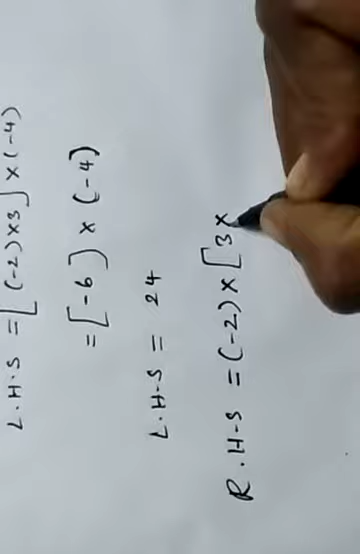 L.H.S = [(-2)×3]×(-4)
= [-6)×(-4)
L.H-S = 24
R.H-S = (-2)×[3×